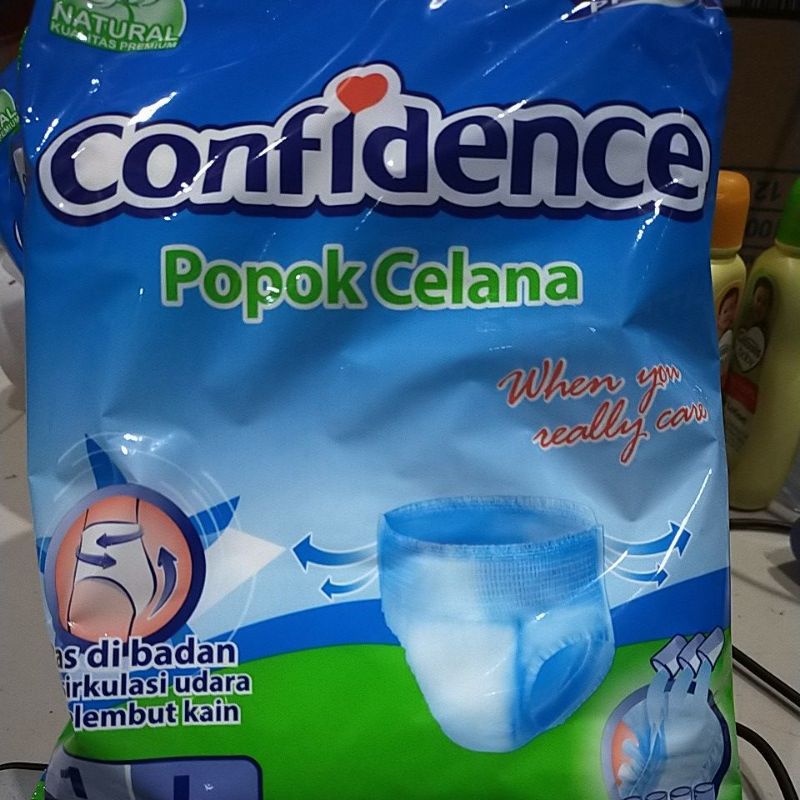 NATURAL
KUALITAS PREMIUM
Confidence
Popok Celana
When you
really care
as di badan
sirkulasi udara
lembut kain